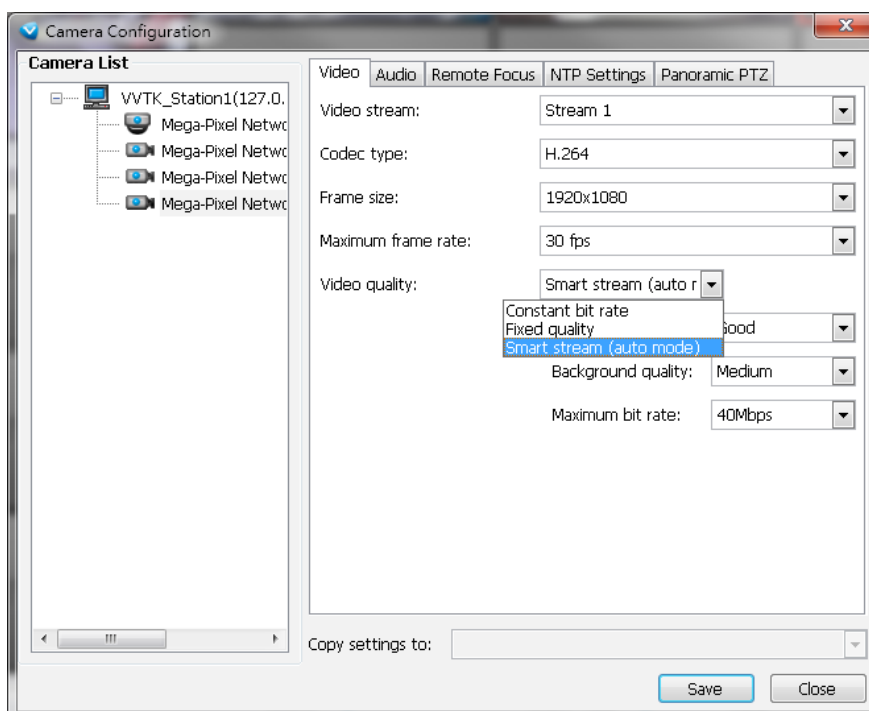 Camera Configuration
Camera List
VVTK_Station1(127.0.
Mega-Pixel Netwo
Mega-Pixel Netwo
Mega-Pixel Netwo
Mega-Pixel Netwo
Video Audio Remote Focus NTP Settings Panoramic PTZ
Video stream: Stream 1
Codec type: H.264
Frame size: 1920x1080
Maximum frame rate: 30 fps
Video quality: Smart stream (auto r
Constant bit rate
Fixed quality
Smart stream (auto mode)
Good
Background quality: Medium
Maximum bit rate: 40Mbps
Copy settings to:
Save Close